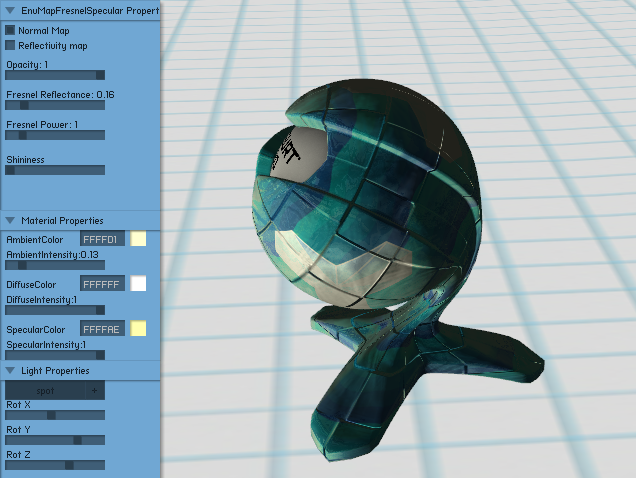 EnvMapFresnelSpecular Propert
Normal Map
Reflectivity map
Opacity: 1
Fresnel Reflectance: 0.16
Fresnel Power: 1
Shininess
Material Properties
AmbientColor FFFFD1
AmbientIntensity:0.13
DiffuseColor FFFFFF
DiffuseIntensity:1
SpecularColor FFFFAE
SpecularIntensity:1
Light Properties
spot +
Rot X
Rot Y
Rot Z